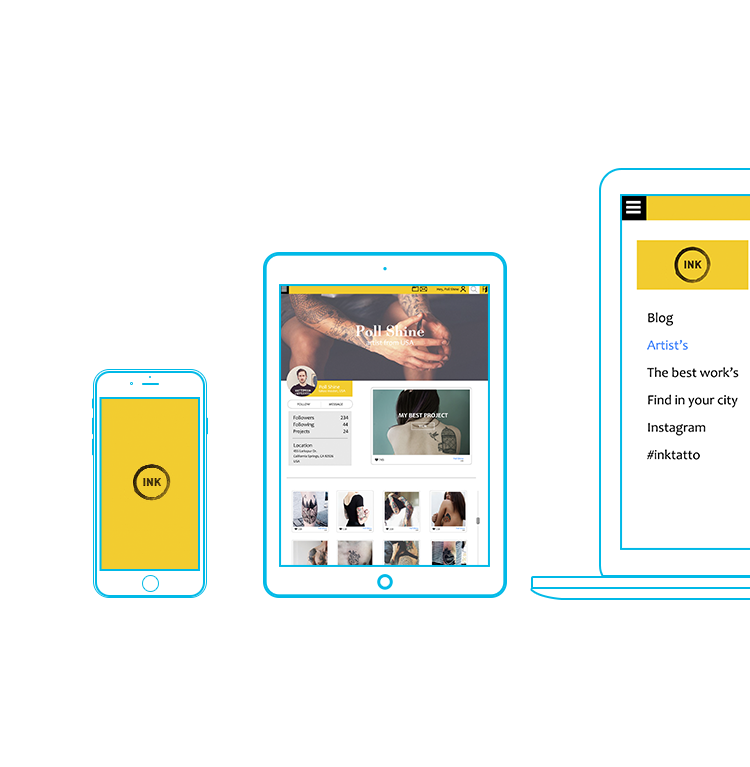 INK
Hey, Poll Shine
Poll Shine
artist from USA
Poll Shine
FOLLOW
MESSAGE
Followers 234
Following 44
Projects 24
Location
California Springs, CA 80906
USA
MY BEST PROJECT
INK
Blog
Artist's
The best work's
Find in your city
Instagram
#inktatto